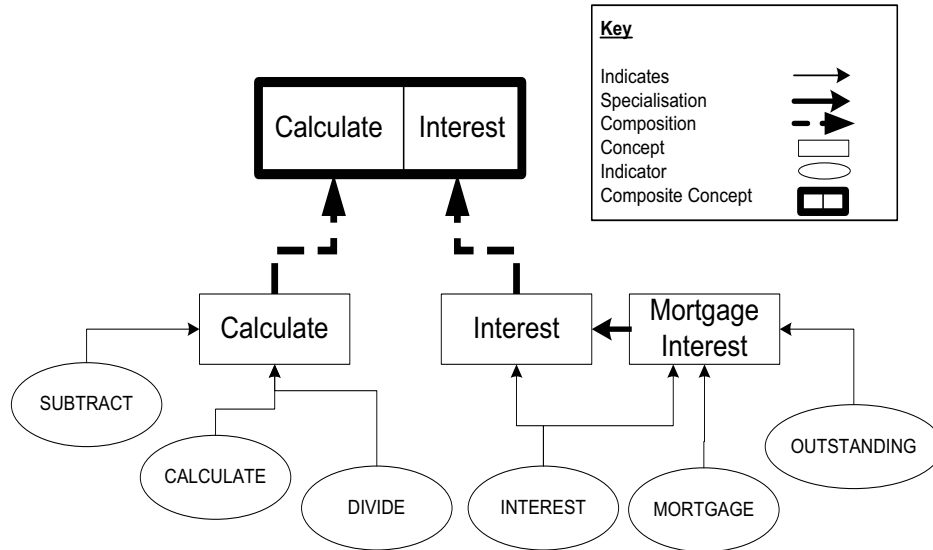 Key
Indicates
Specialisation
Composition
Concept
Indicator
Composite Concept
Calculate Interest
Calculate
Interest
Mortgage
Interest
SUBTRACT
CALCULATE
DIVIDE
INTEREST
MORTGAGE
OUTSTANDING